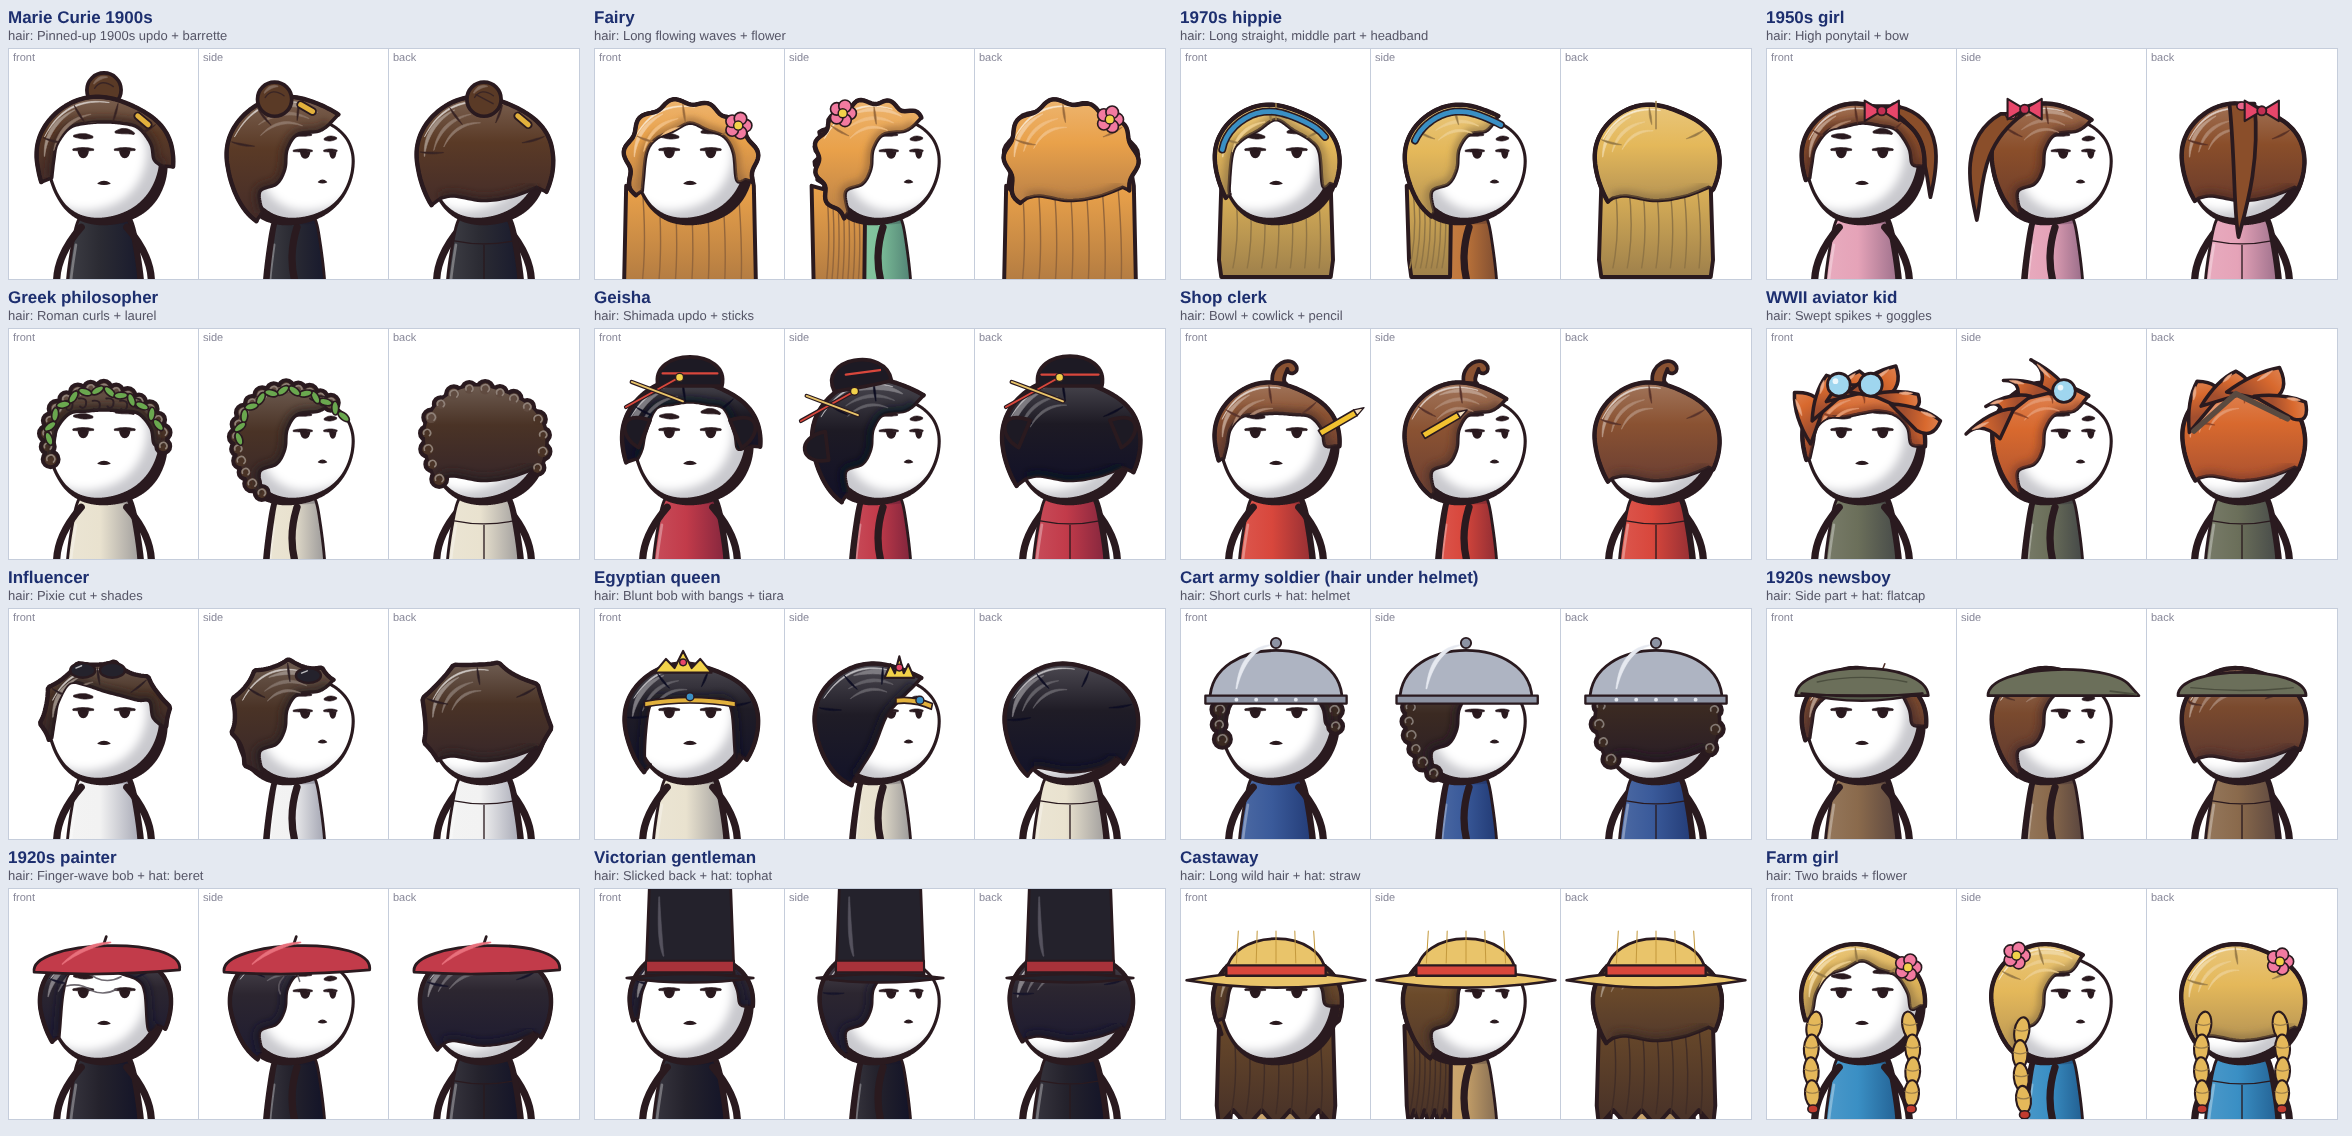 Marie Curie 1900s
hair: Pinned-up 1900s updo + barrette
front side back
Fairy
hair: Long flowing waves + flower
front side back
1970s hippie
hair: Long straight, middle part + headband
front side back
1950s girl
hair: High ponytail + bow
front side back
Greek philosopher
hair: Roman curls + laurel
front side back
Geisha
hair: Shimada updo + sticks
front side back
Shop clerk
hair: Bowl + cowlick + pencil
front side back
WWII aviator kid
hair: Swept spikes + goggles
front side back
Influencer
hair: Pixie cut + shades
front side back
Egyptian queen
hair: Blunt bob with bangs + tiara
front side back
Cart army soldier (hair under helmet)
hair: Short curls + hat: helmet
front side back
1920s newsboy
hair: Side part + hat: flatcap
front side back
1920s painter
hair: Finger-wave bob + hat: beret
front side back
Victorian gentleman
hair: Slicked back + hat: tophat
front side back
Castaway
hair: Long wild hair + hat: straw
front side back
Farm girl
hair: Two braids + flower
front side back